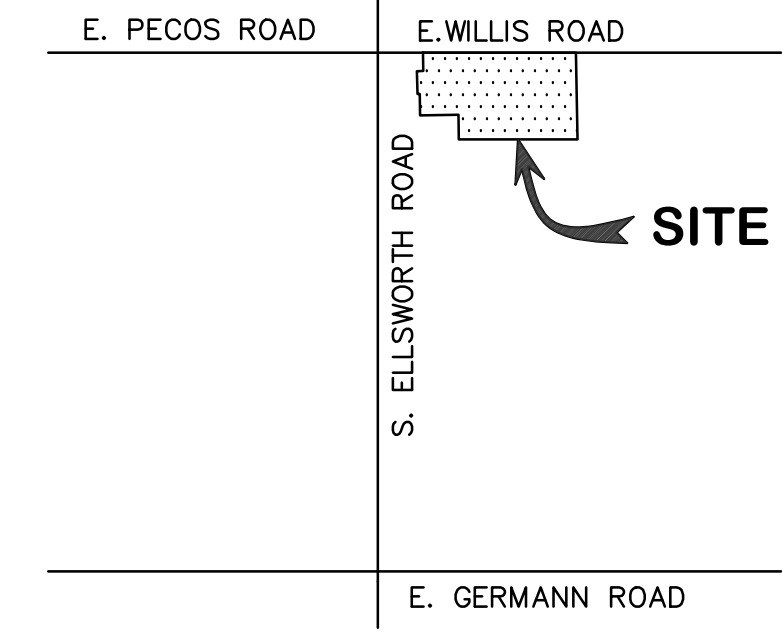 E. PECOS ROAD
E.WILLIS ROAD
S. ELLSWORTH ROAD
SITE
E. GERMANN ROAD